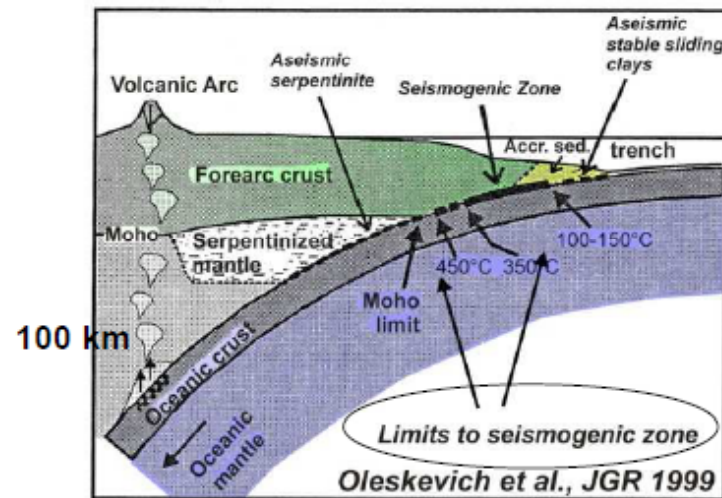 Aseismic
stable sliding
clays
Aseismic
serpentinite
Volcanic Arc
Seismogenic Zone
Accr. sed.
trench
Forearc crust
Moho
Serpentinized
mantle
100-150°C
450°C 350°C
Moho
limit
100 km
Oceanic crust
Oceanic
mantle
Limits to seismogenic zone
Oleskevich et al., JGR 1999